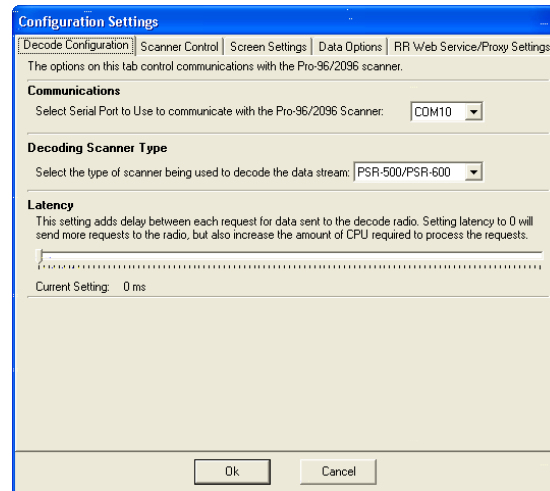 Configuration Settings
Decode Configuration Scanner Control Screen Settings Data Options RR Web Service/Proxy Settings
The options on this tab control communications with the Pro-96/2096 scanner.
Communications
Select Serial Port to Use to communicate with the Pro-96/2096 Scanner: COM10
Decoding Scanner Type
Select the type of scanner being used to decode the data stream: PSR-500/PSR-600
Latency
This setting adds delay between each request for data sent to the decode radio. Setting latency to 0 will
send more requests to the radio, but also increase the amount of CPU required to process the requests.
Current Setting: 0 ms
Ok Cancel